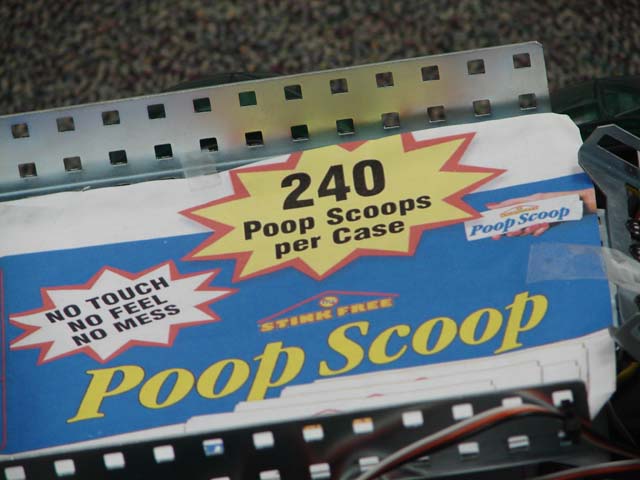 240
Poop Scoops
per Case
Poop Scoop
NO TOUCH
NO FEEL
NO MESS
STINK FREE
Poop Scoop